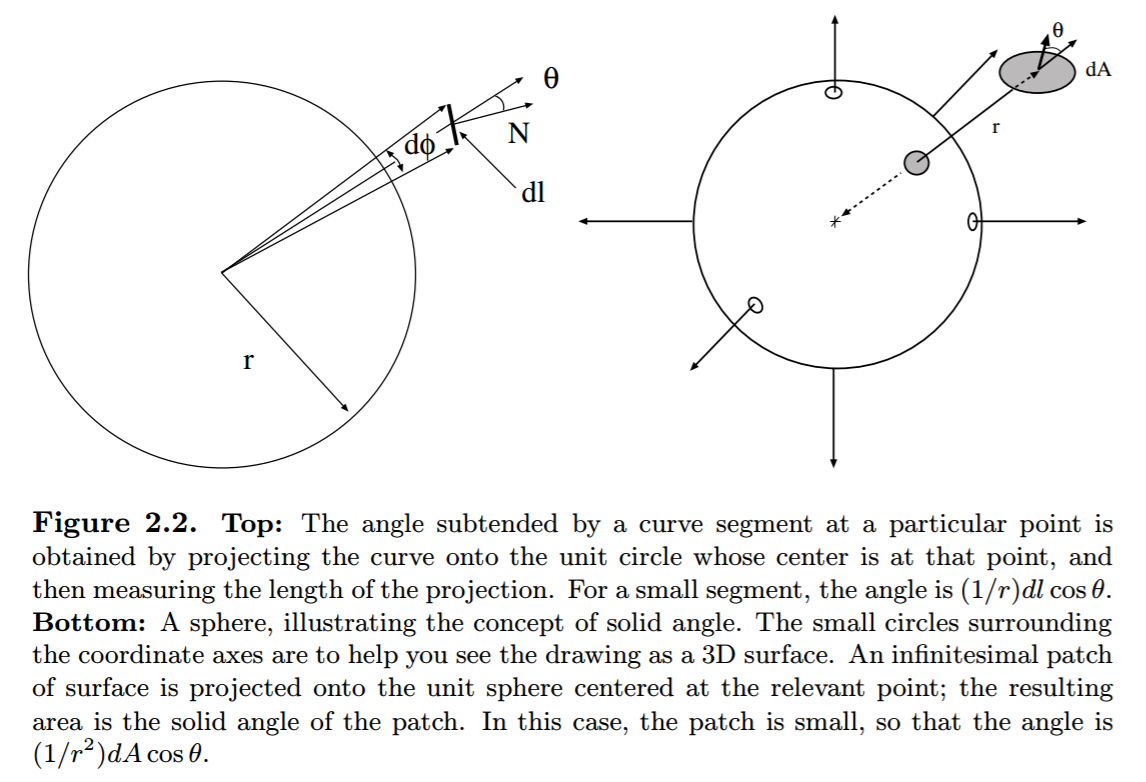 θ
N
dϕ
dl
r
θ
dA
r
Figure 2.2. Top: The angle subtended by a curve segment at a particular point is
obtained by projecting the curve onto the unit circle whose center is at that point, and
then measuring the length of the projection. For a small segment, the angle is (1/r)dl cos θ.
Bottom: A sphere, illustrating the concept of solid angle. The small circles surrounding
the coordinate axes are to help you see the drawing as a 3D surface. An infinitesimal patch
of surface is projected onto the unit sphere centered at the relevant point; the resulting
area is the solid angle of the patch. In this case, the patch is small, so that the angle is
(1/r²)dA cos θ.